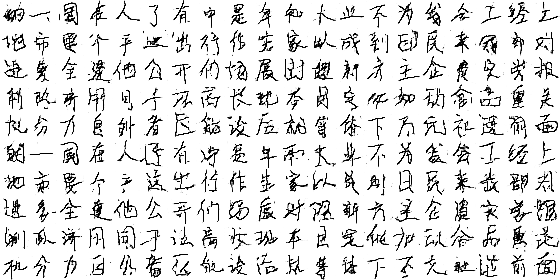 的一国在人了有中是年和大业不为发会工经上
地市要个产这出行作生家以成到日民来我部对
进多全建他公开们场展时理新方主企资实学报
制政济用同于法高长现本月定化加动合品重关
机分力自外者区能设后就等体下万元社过前面
的一国在人了有中是年和大业不为发会工经上
地市要个产这出行作生家以成到日民来我部对
进多全建他公开们场展时理新方主企资实学报
制政济用同于法高长现本月定化加动合品重关
机分力自外者区能设后就等体下万元社过前面